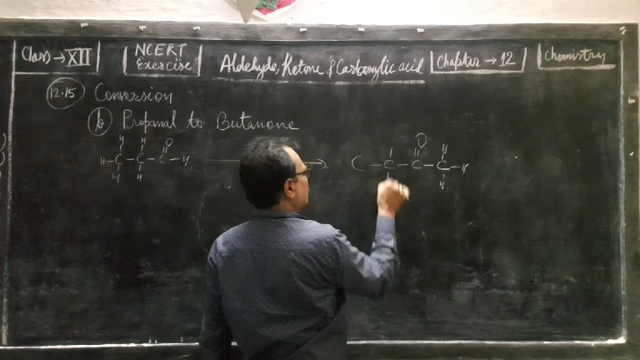 Class → XII
NCERT
Exercise
Aldehyde, Ketone & Carboxylic acid
Chapter → 12
Chemistry
12.15 Conversion
b Propanal to Butanone
H H O
H-C-C-C-H
H H
→
O H
C-C-C-C-H
H